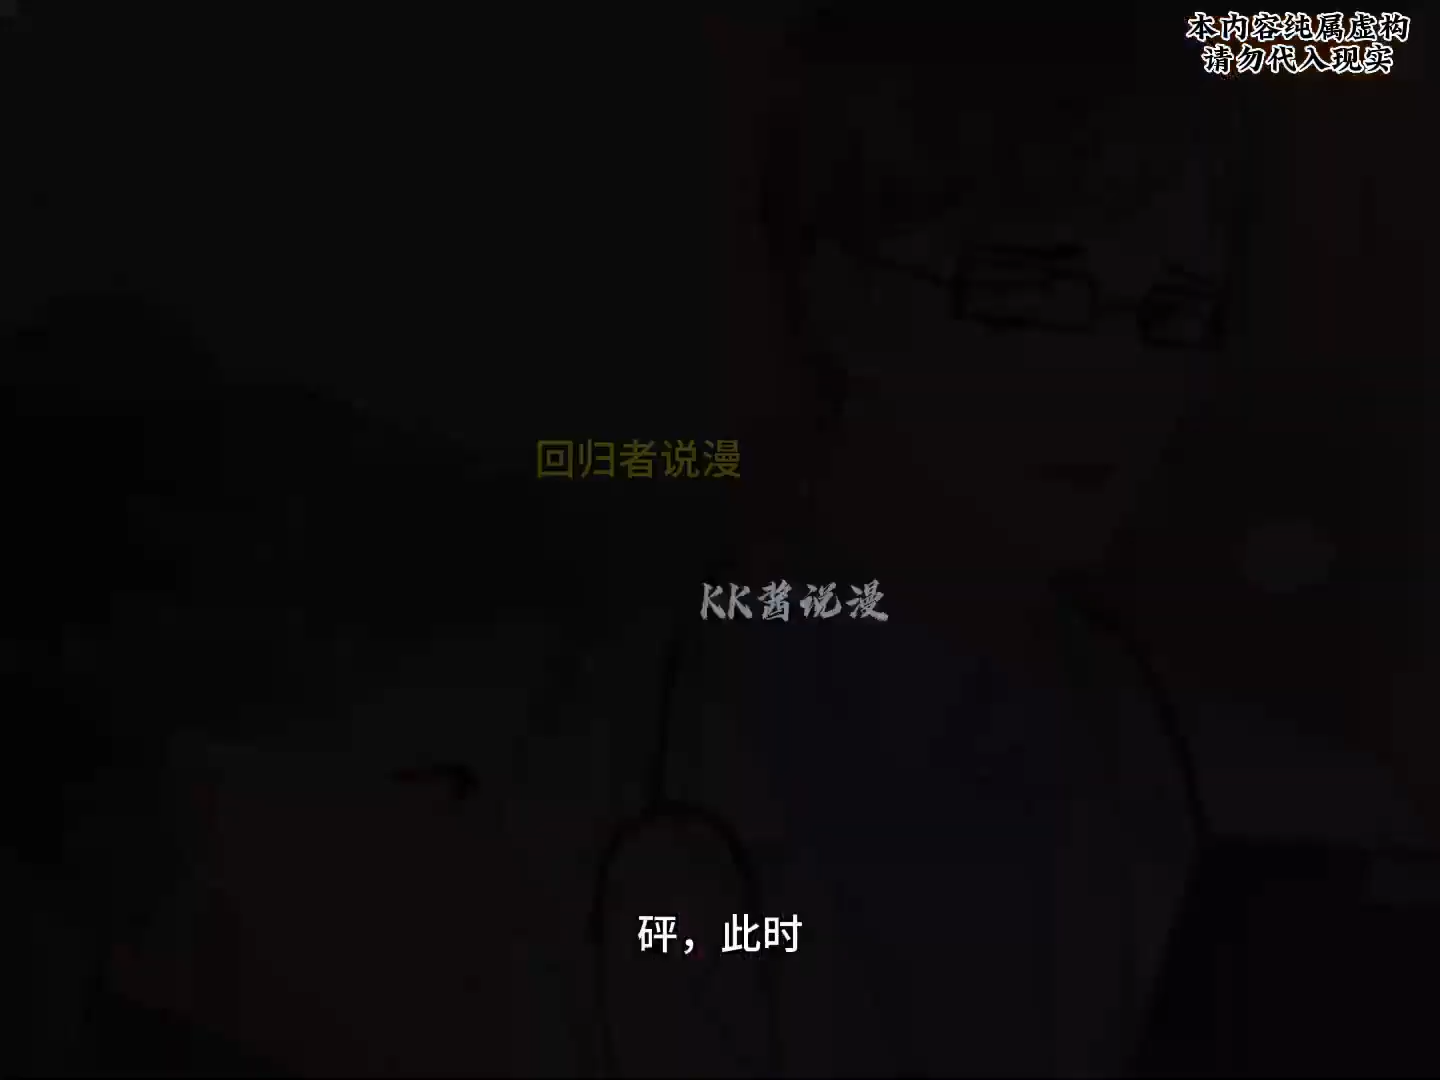 本内容纯属虚构
请勿代入现实
回归者说漫
KK酱说漫
砰，此时